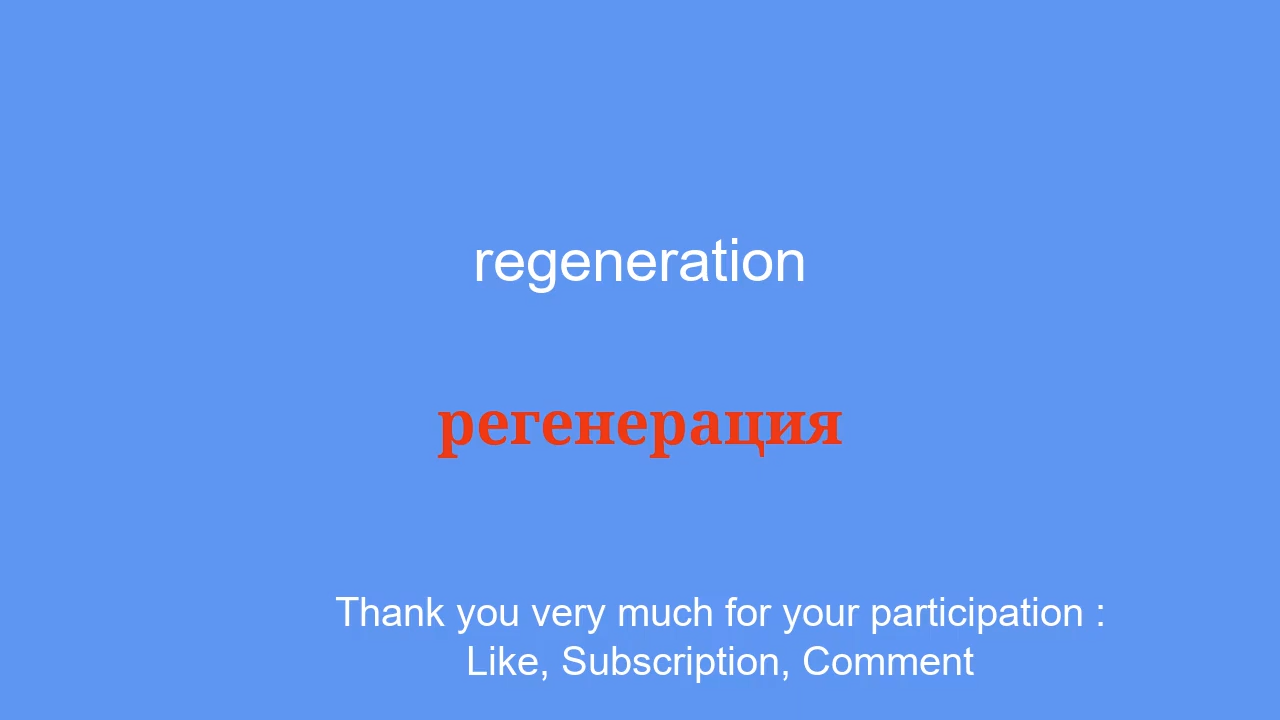 regeneration
регенерация
Thank you very much for your participation :
Like, Subscription, Comment